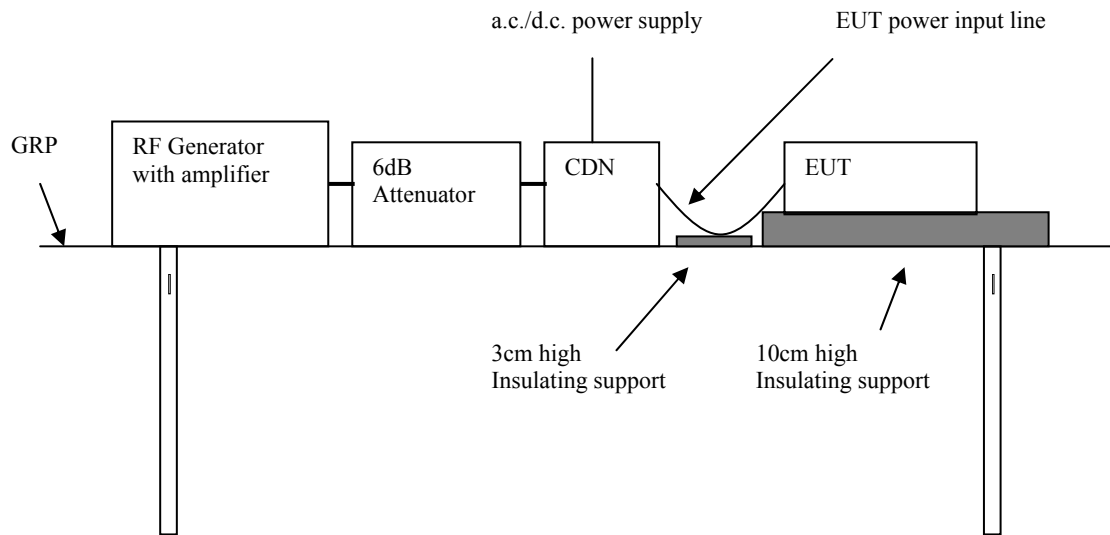 a.c./d.c. power supply
EUT power input line
GRP
RF Generator
with amplifier
6dB
Attenuator
CDN
EUT
3cm high
Insulating support
10cm high
Insulating support